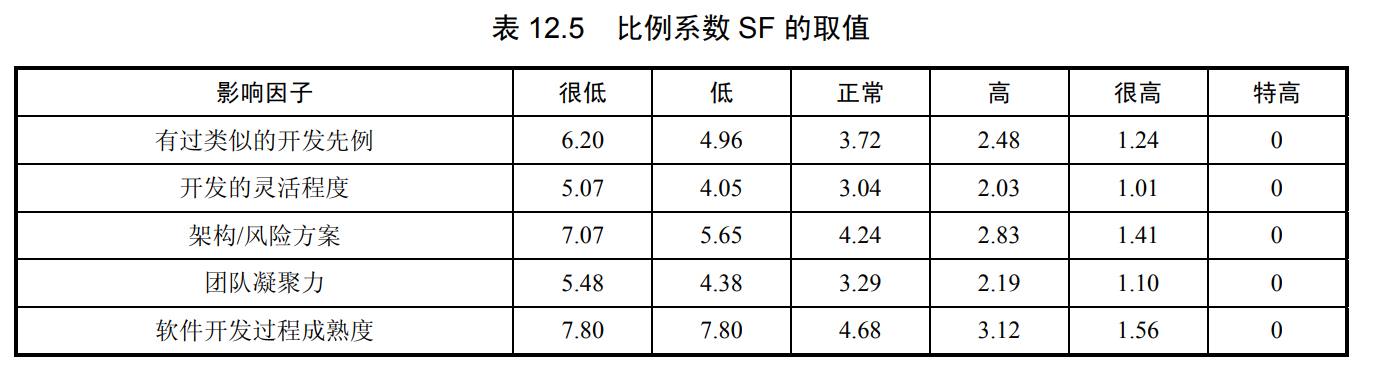 表 12.5 比例系数 SF 的取值
影响因子 很低 低 正常 高 很高 特高
有过类似的开发先例 6.20 4.96 3.72 2.48 1.24 0
开发的灵活程度 5.07 4.05 3.04 2.03 1.01 0
架构/风险方案 7.07 5.65 4.24 2.83 1.41 0
团队凝聚力 5.48 4.38 3.29 2.19 1.10 0
软件开发过程成熟度 7.80 7.80 4.68 3.12 1.56 0